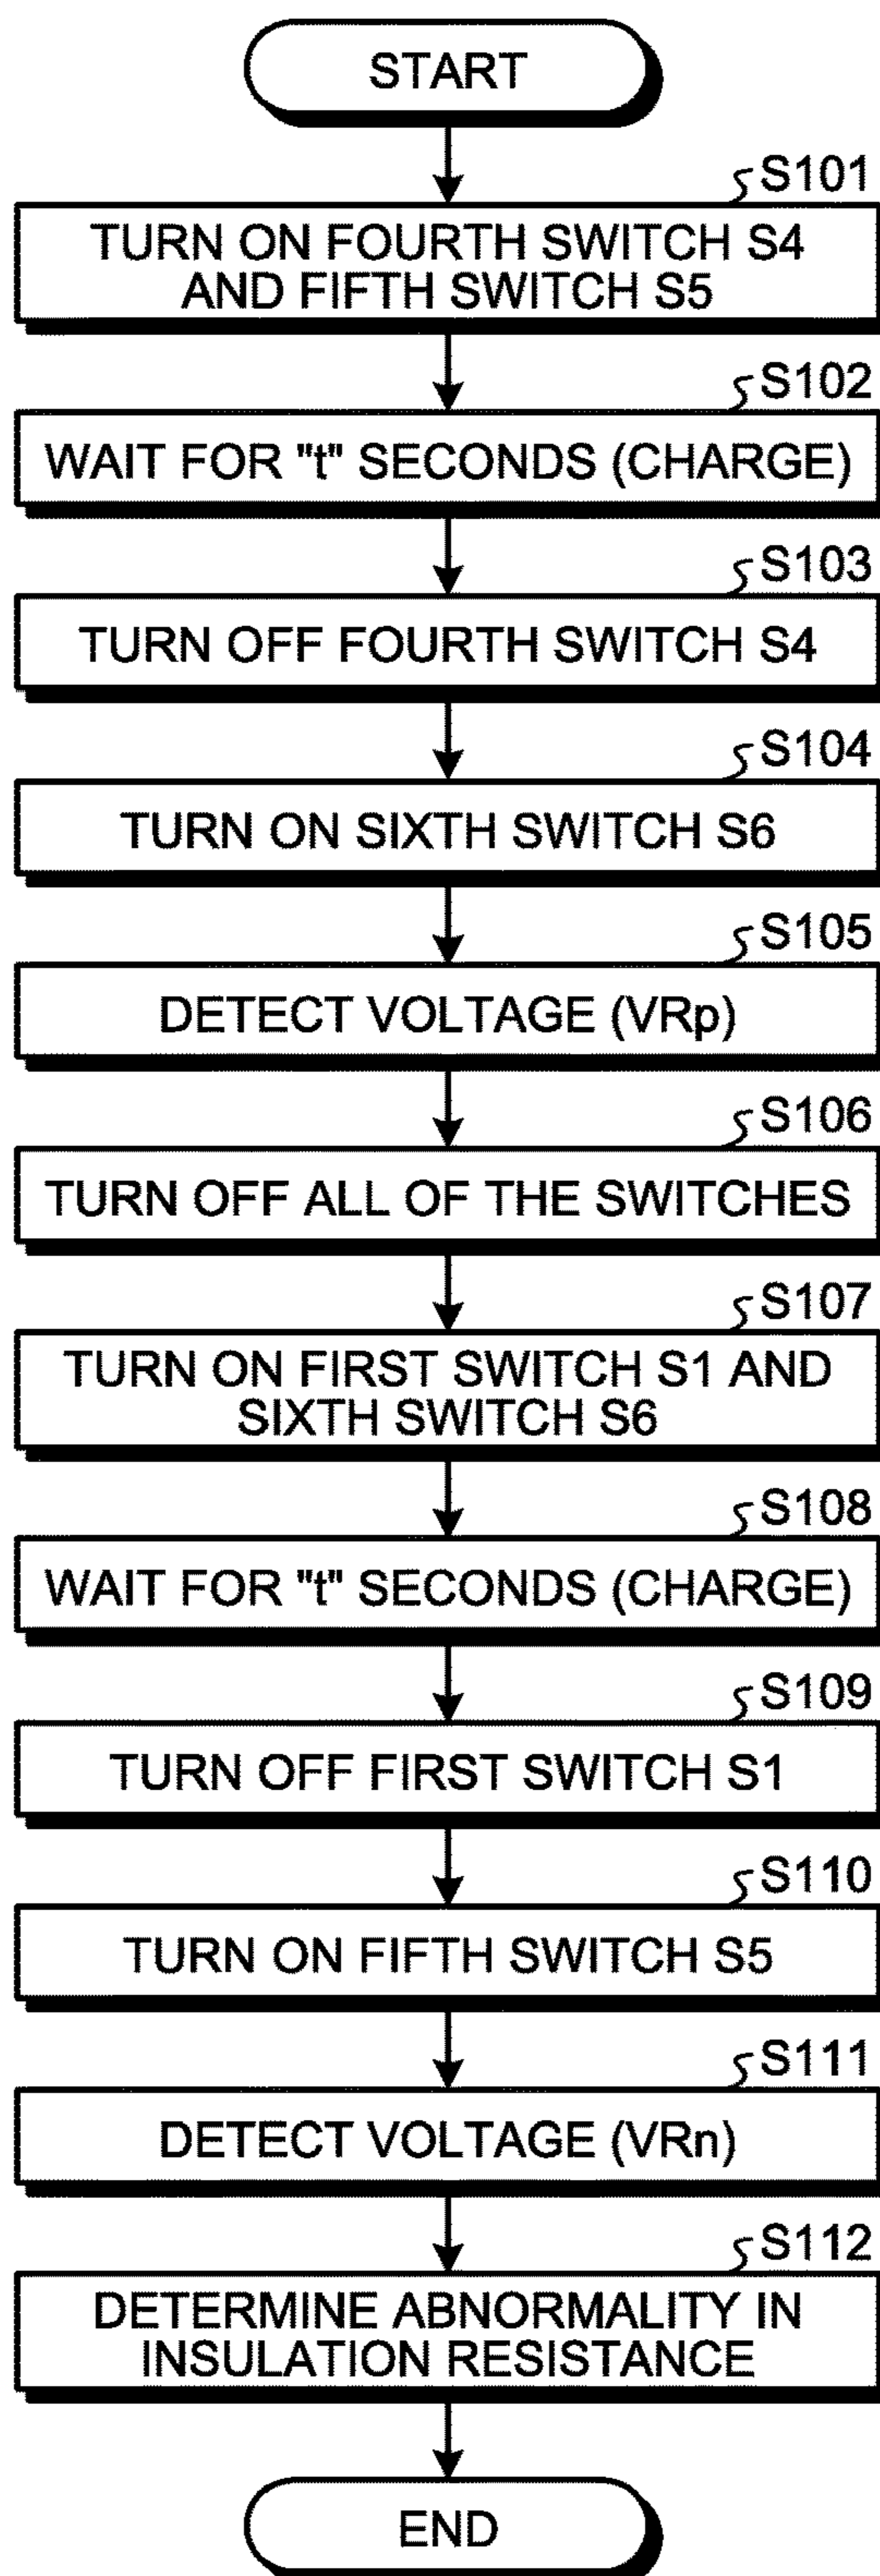 START
S101
TURN ON FOURTH SWITCH S4
AND FIFTH SWITCH S5
S102
WAIT FOR "t" SECONDS (CHARGE)
S103
TURN OFF FOURTH SWITCH S4
S104
TURN ON SIXTH SWITCH S6
S105
DETECT VOLTAGE (VRp)
S106
TURN OFF ALL OF THE SWITCHES
S107
TURN ON FIRST SWITCH S1 AND
SIXTH SWITCH S6
S108
WAIT FOR "t" SECONDS (CHARGE)
S109
TURN OFF FIRST SWITCH S1
S110
TURN ON FIFTH SWITCH S5
S111
DETECT VOLTAGE (VRn)
S112
DETERMINE ABNORMALITY IN
INSULATION RESISTANCE
END